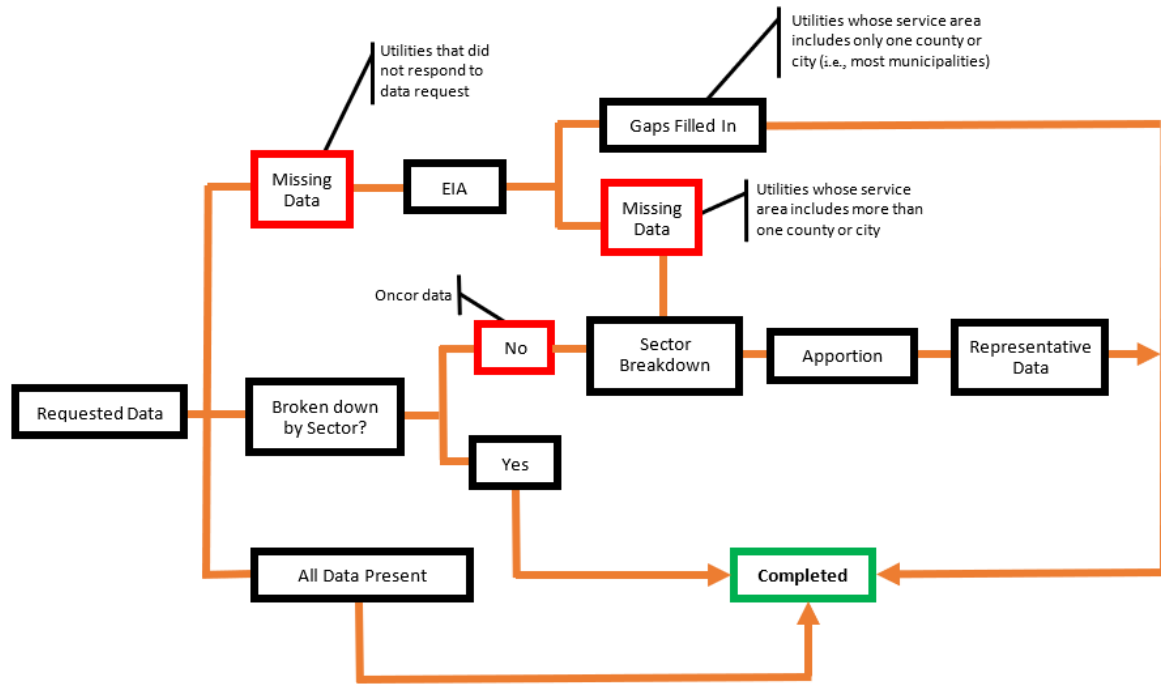 Utilities that did
not respond to
data request
Utilities whose service area
includes only one county or
city (i.e., most municipalities)
Gaps Filled In
Missing
Data
EIA
Missing
Data
Utilities whose service
area includes more than
one county or city
Oncor data
No
Sector
Breakdown
Apportion
Representative
Data
Requested Data
Broken down
by Sector?
Yes
All Data Present
Completed